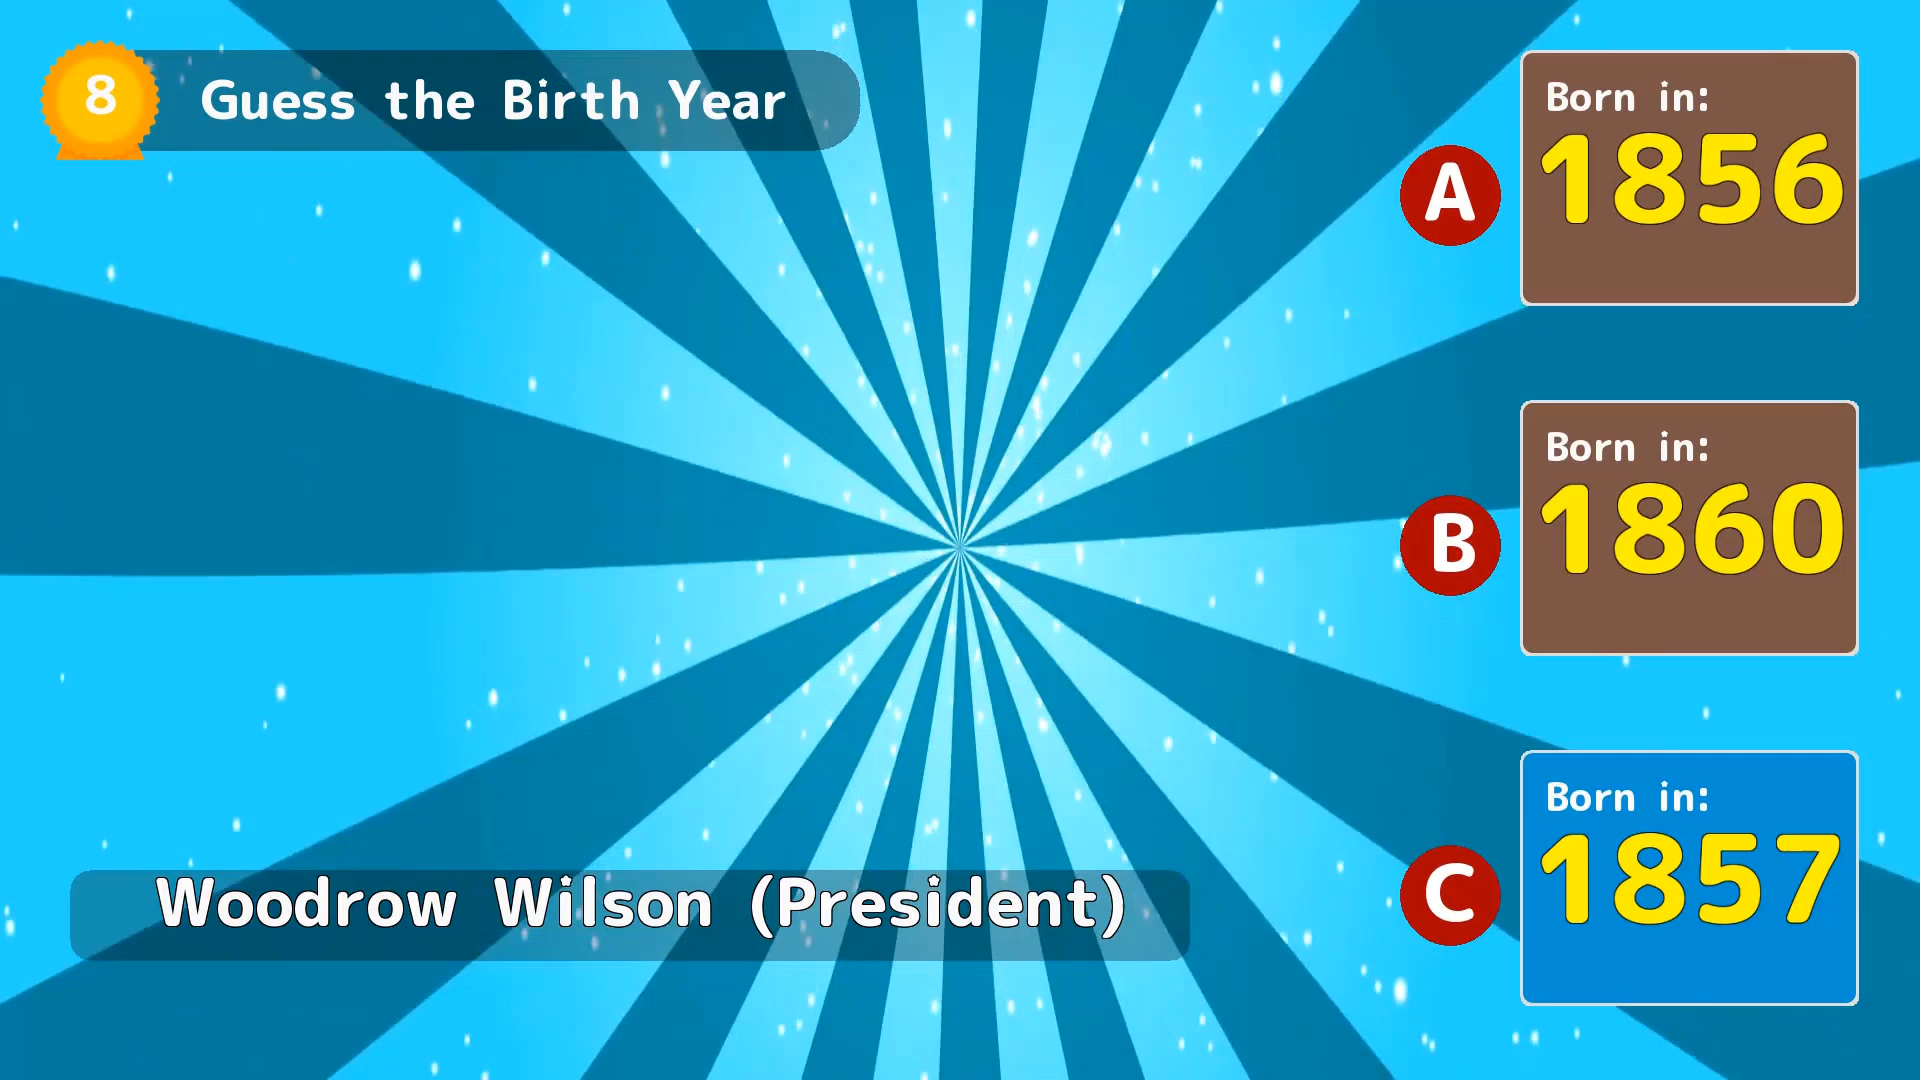 8
Guess the Birth Year
A
Born in:
1856
B
Born in:
1860
C
Born in:
1857
Woodrow Wilson (President)